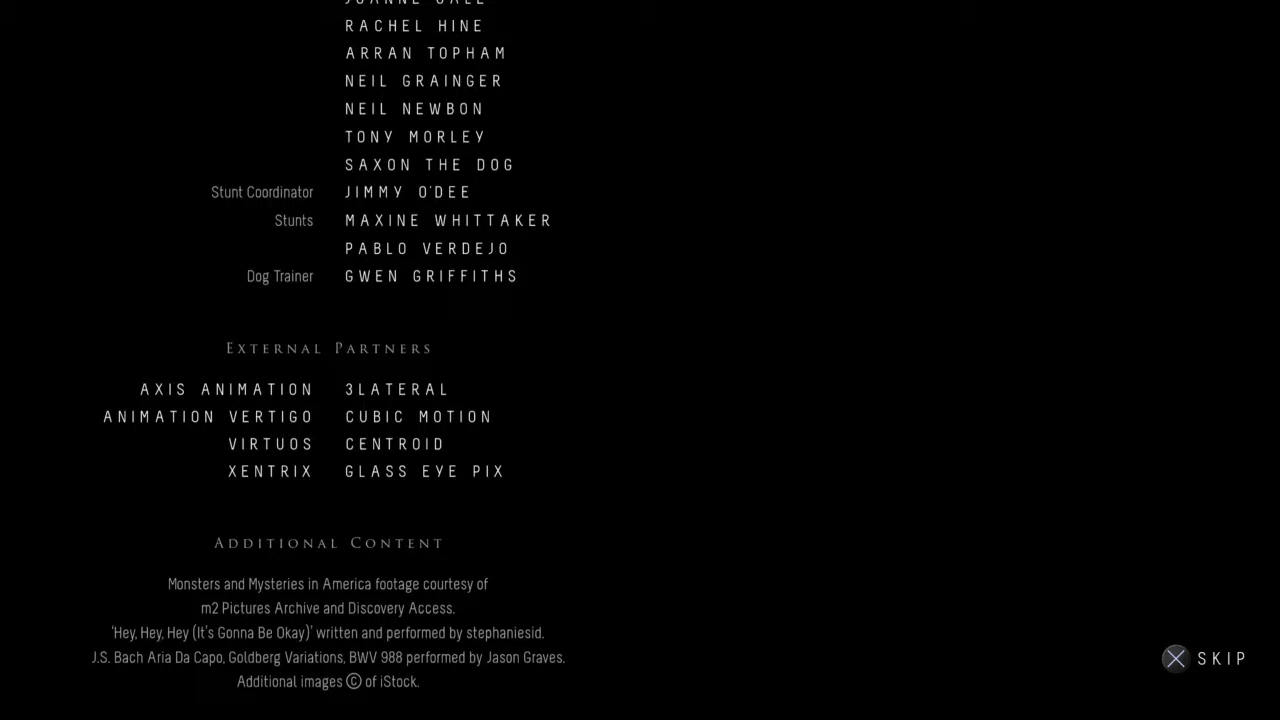 RACHEL HINE
ARRAN TOPHAM
NEIL GRAINGER
NEIL NEWBON
TONY MORLEY
SAXON THE DOG
Stunt Coordinator JIMMY O'DEE
Stunts MAXINE WHITTAKER
PABLO VERDEJO
Dog Trainer GWEN GRIFFITHS
EXTERNAL PARTNERS
AXIS ANIMATION 3LATERAL
ANIMATION VERTIGO CUBIC MOTION
VIRTUOS CENTROID
XENTRIX GLASS EYE PIX
ADDITIONAL CONTENT
Monsters and Mysteries in America footage courtesy of
m2 Pictures Archive and Discovery Access.
'Hey, Hey, Hey (It's Gonna Be Okay)' written and performed by stephaniesid.
J.S. Bach Aria Da Capo, Goldberg Variations, BWV 988 performed by Jason Graves.
Additional images © of iStock.
SKIP